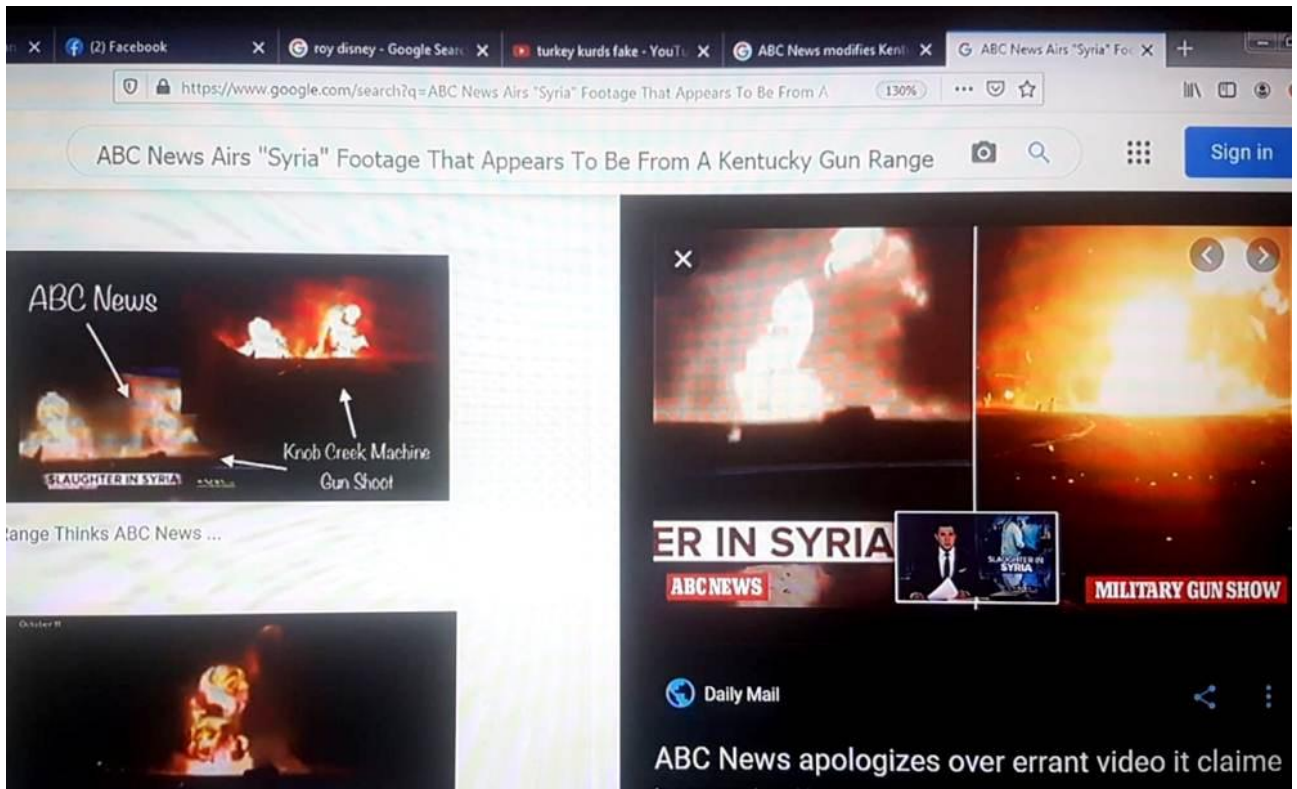 (2) Facebook
roy disney - Google Sear
turkey kurds fake - YouTu
ABC News modifies Kent
ABC News Airs "Syria" Foo
https://www.google.com/search?q=ABC News Airs "Syria" Footage That Appears To Be From A
130%
ABC News Airs "Syria" Footage That Appears To Be From A Kentucky Gun Range
Sign in
ABC News
Knob Creek Machine
Gun Shoot
SLAUGHTER IN SYRIA
ange Thinks ABC News ...
October 11
ER IN SYRIA
SLAUGHTER IN
SYRIA
ABC NEWS
MILITARY GUN SHOW
Daily Mail
ABC News apologizes over errant video it claime